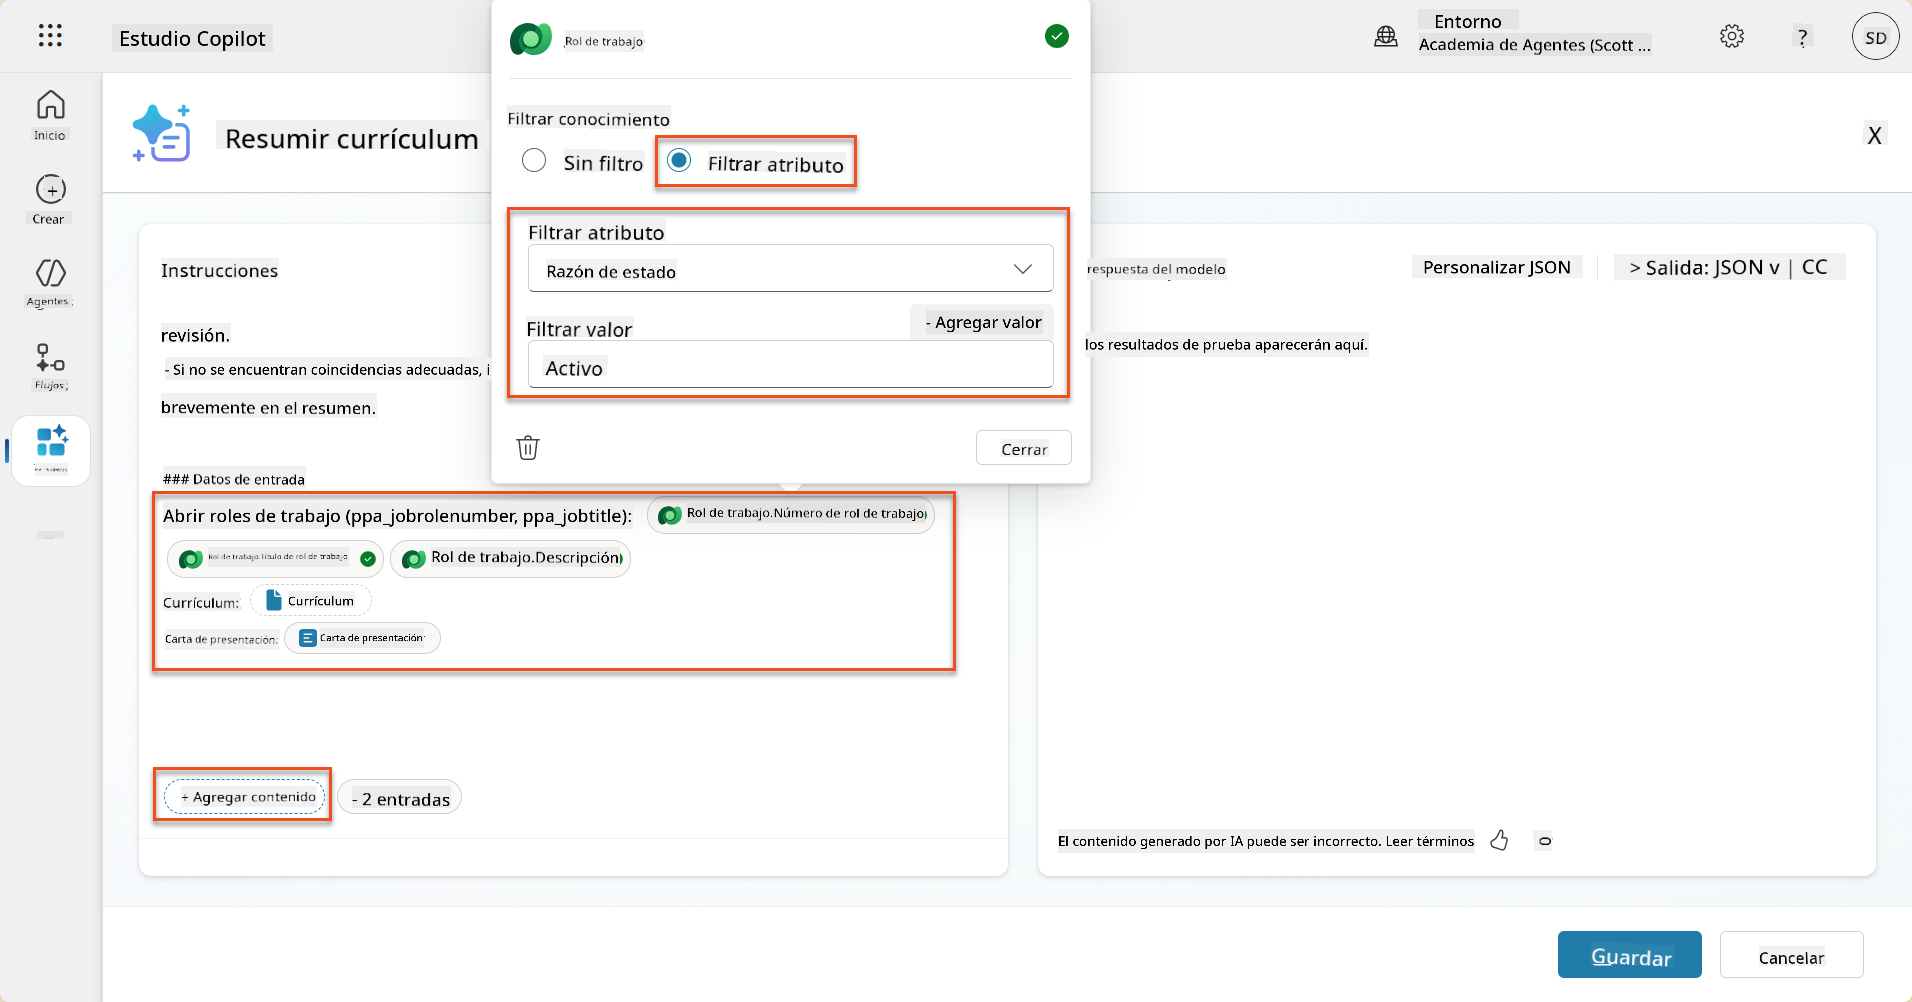 Estudio Copilot
Rol de trabajo
Entorno
Academia de Agentes (Scott ...
?
SD
Inicio
Crear
Agentes
Flujos
Resumir currículum
X
Filtrar conocimiento
Sin filtro
Filtrar atributo
Filtrar atributo
Razón de estado
Filtrar valor
- Agregar valor
Activo
Cerrar
Instrucciones
revisión.
- Si no se encuentran coincidencias adecuadas, i
brevemente en el resumen.
### Datos de entrada
Abrir roles de trabajo (ppa_jobrolenumber, ppa_jobtitle):
Rol de trabajo.Número de rol de trabajo
Rol de trabajo.Título de rol de trabajo
Rol de trabajo.Descripción
Currículum:
Currículum
Carta de presentación:
Carta de presentación
+ Agregar contenido
- 2 entradas
respuesta del modelo
Personalizar JSON
> Salida: JSON v | CC
los resultados de prueba aparecerán aquí.
El contenido generado por IA puede ser incorrecto. Leer términos
Guardar
Cancelar